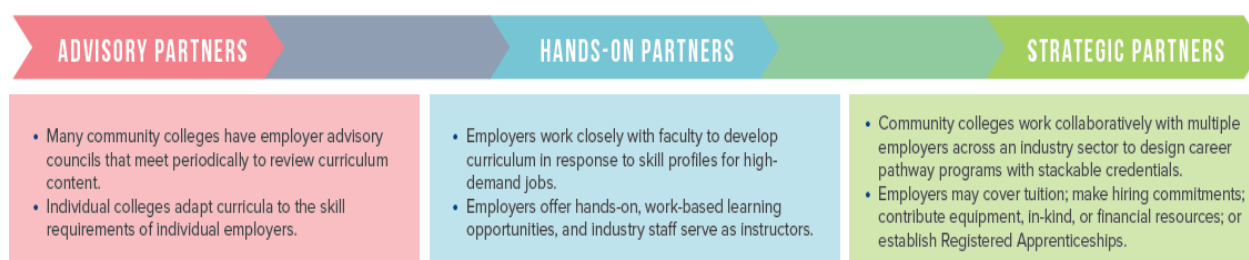 ADVISORY PARTNERS
HANDS-ON PARTNERS
STRATEGIC PARTNERS
• Many community colleges have employer advisory
councils that meet periodically to review curriculum
content.
• Individual colleges adapt curricula to the skill
requirements of individual employers.
• Employers work closely with faculty to develop
curriculum in response to skill profiles for high-
demand jobs.
• Employers offer hands-on, work-based learning
opportunities, and industry staff serve as instructors.
• Community colleges work collaboratively with multiple
employers across an industry sector to design career
pathway programs with stackable credentials.
• Employers may cover tuition; make hiring commitments;
contribute equipment, in-kind, or financial resources; or
establish Registered Apprenticeships.